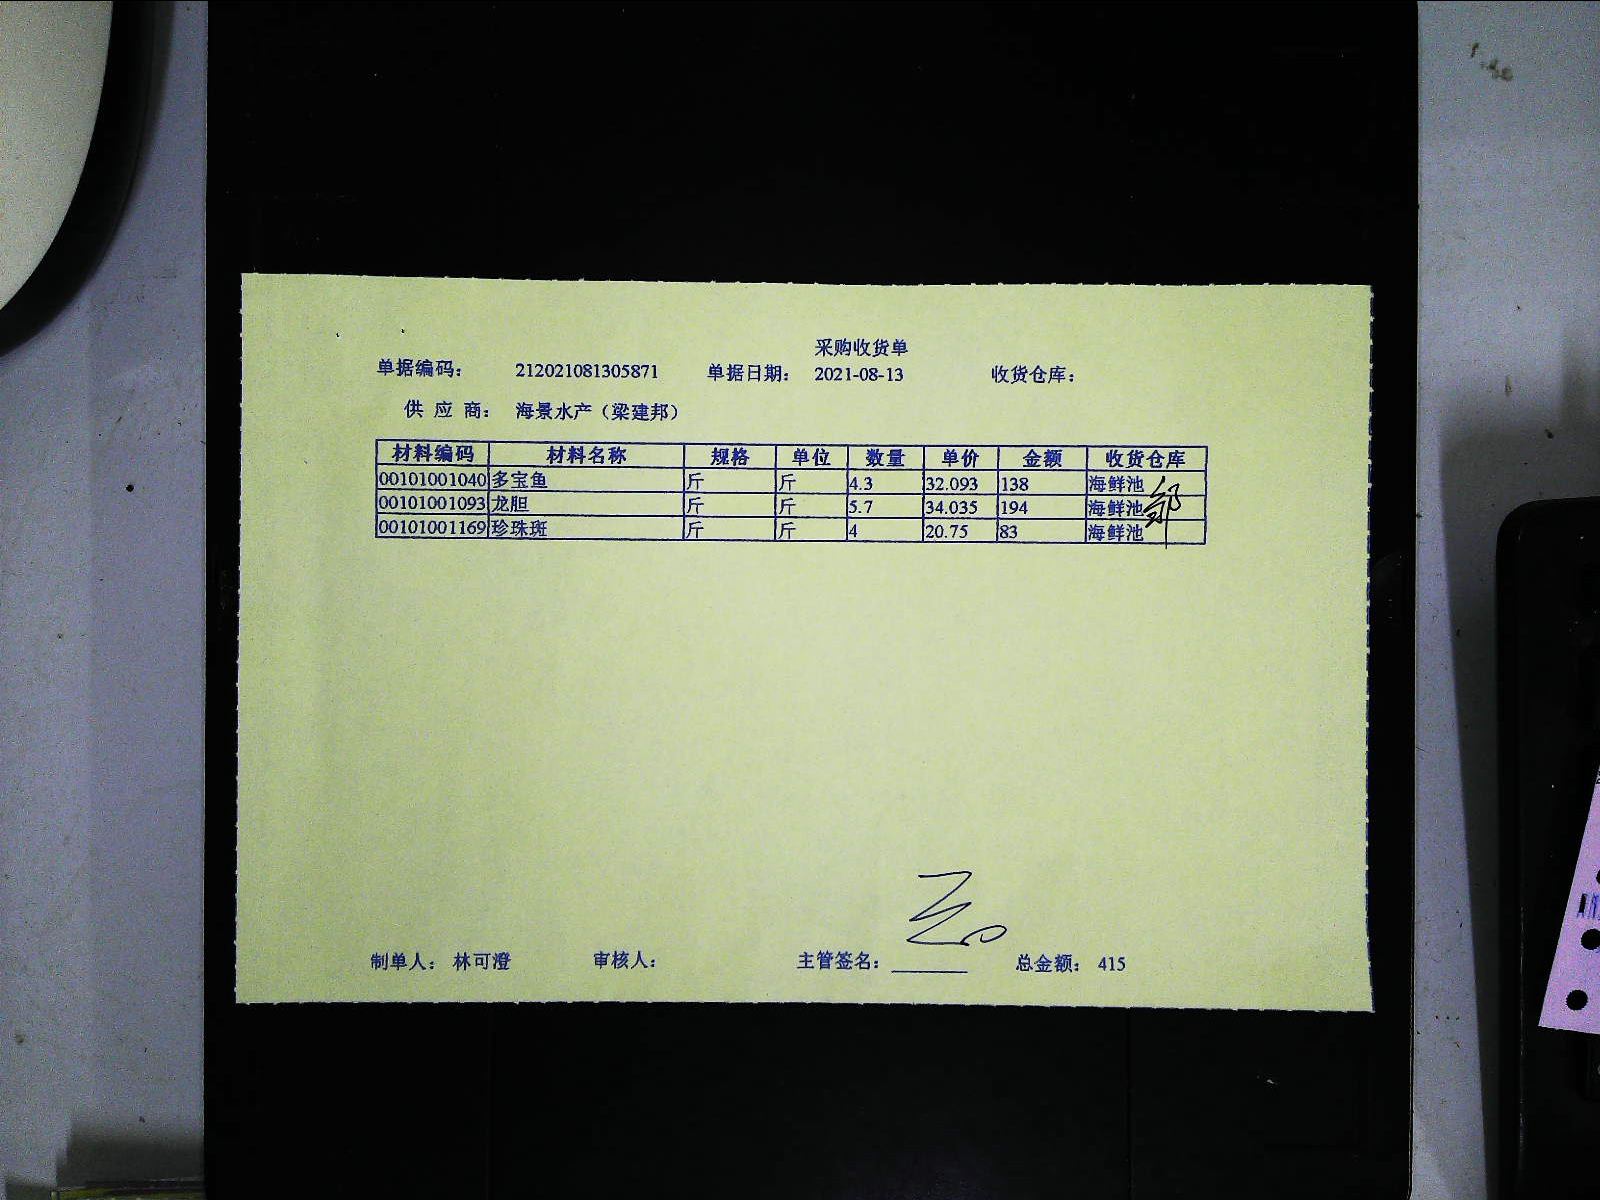 采购收货单
单据编码： 212021081305871 单据日期： 2021-08-13 收货仓库：
供 应 商： 海景水产（梁建邦）
材料编码 材料名称 规格 单位 数量 单价 金额 收货仓库
00101001040 多宝鱼 斤 斤 4.3 32.093 138 海鲜池
00101001093 龙胆 斤 斤 5.7 34.035 194 海鲜池
00101001169 珍珠斑 斤 斤 4 20.75 83 海鲜池
制单人： 林可澄 审核人： 主管签名： 总金额： 415